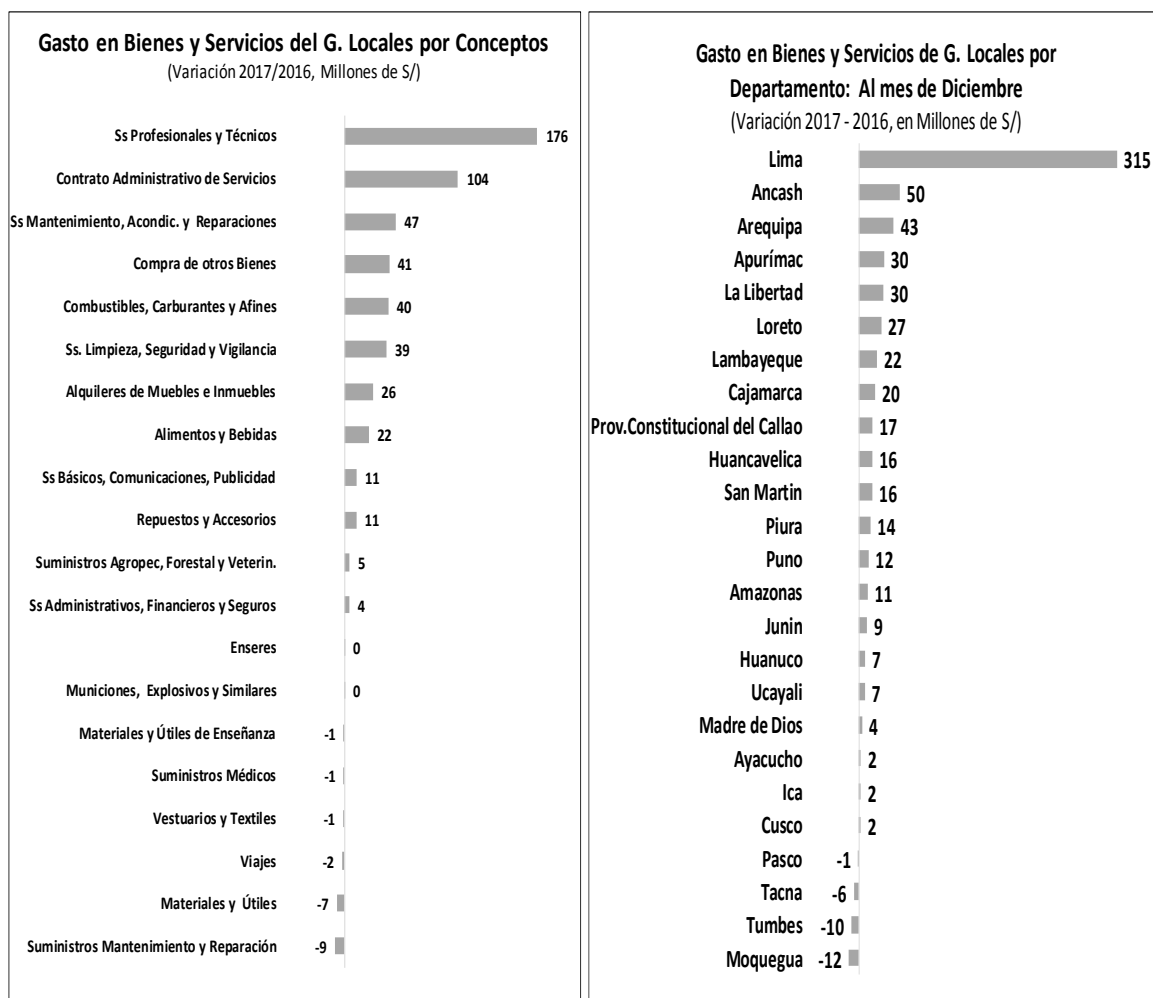 Gasto en Bienes y Servicios del G. Locales por Conceptos
(Variación 2017/2016, Millones de S/)
Ss Profesionales y Técnicos 176
Contrato Administrativo de Servicios 104
Ss Mantenimiento, Acondic. y Reparaciones 47
Compra de otros Bienes 41
Combustibles, Carburantes y Afines 40
Ss. Limpieza, Seguridad y Vigilancia 39
Alquileres de Muebles e Inmuebles 26
Alimentos y Bebidas 22
Ss Básicos, Comunicaciones, Publicidad 11
Repuestos y Accesorios 11
Suministros Agropec, Forestal y Veterin. 5
Ss Administrativos, Financieros y Seguros 4
Enseres 0
Municiones, Explosivos y Similares 0
Materiales y Útiles de Enseñanza -1
Suministros Médicos -1
Vestuarios y Textiles -1
Viajes -2
Materiales y Útiles -7
Suministros Mantenimiento y Reparación -9
Gasto en Bienes y Servicios de G. Locales por
Departamento: Al mes de Diciembre
(Variación 2017 - 2016, en Millones de S/)
Lima 315
Ancash 50
Arequipa 43
Apurímac 30
La Libertad 30
Loreto 27
Lambayeque 22
Cajamarca 20
Prov.Constitucional del Callao 17
Huancavelica 16
San Martin 16
Piura 14
Puno 12
Amazonas 11
Junin 9
Huanuco 7
Ucayali 7
Madre de Dios 4
Ayacucho 2
Ica 2
Cusco 2
Pasco -1
Tacna -6
Tumbes -10
Moquegua -12